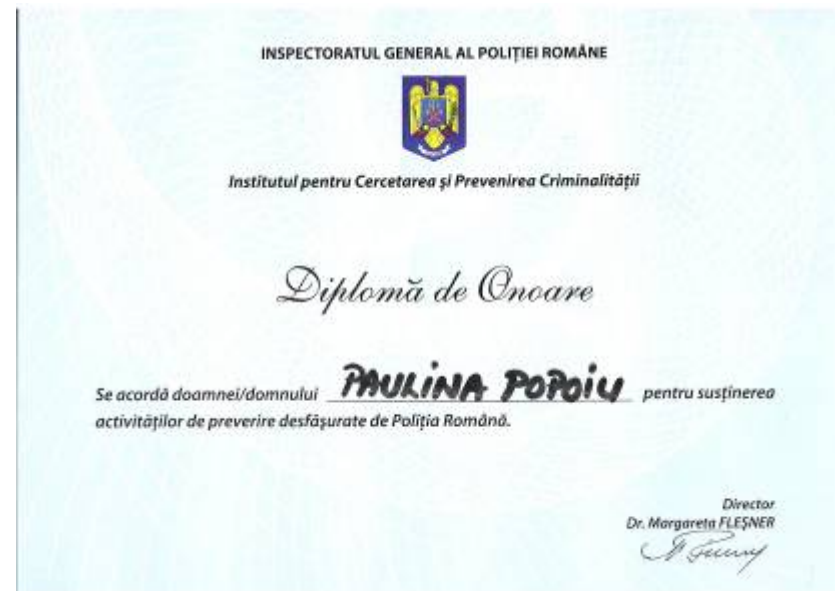 INSPECTORATUL GENERAL AL POLIȚIEI ROMÂNE
Institutul pentru Cercetarea și Prevenirea Criminalității
Diplomă de Onoare
Se acordă doamnei/domnului PAULINA POPOIU pentru susținerea
activităților de preverire desfășurate de Poliția Română.
Director
Dr. Margareta FLEȘNER